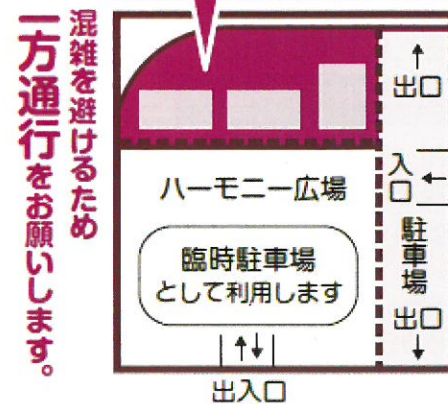 混雑を避けるため
一方通行をお願いします。
出口
入口
ハーモニー広場
駐車場
臨時駐車場
として利用します
出口
出入口